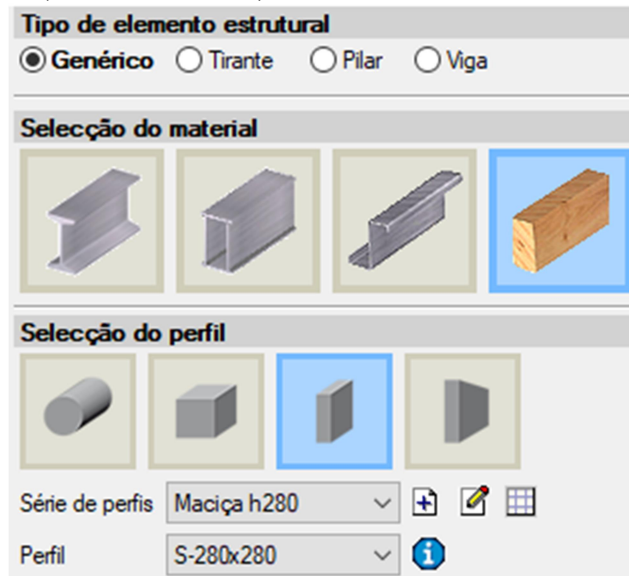 Tipo de elemento estrutural
Genérico Tirante Pilar Viga
Selecção do material
Selecção do perfil
Série de perfis Maciça h280
Perfil S-280x280